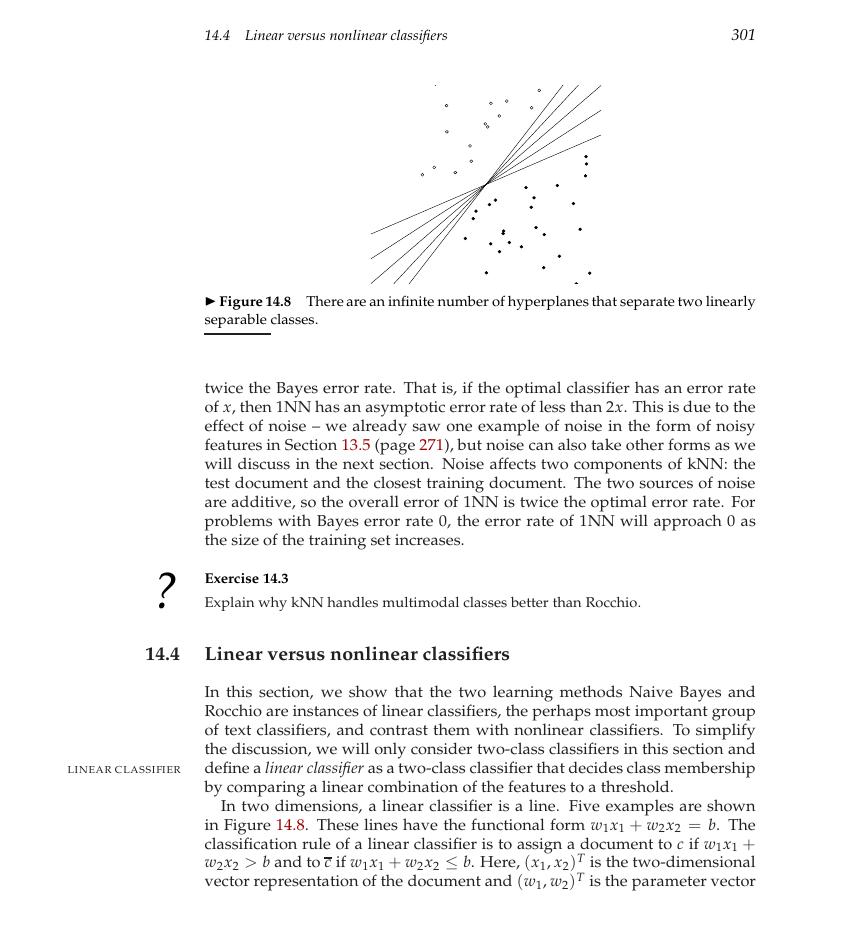 14.4 Linear versus nonlinear classifiers 301
▶ Figure 14.8 There are an infinite number of hyperplanes that separate two linearly
separable classes.
twice the Bayes error rate. That is, if the optimal classifier has an error rate
of x, then 1NN has an asymptotic error rate of less than 2x. This is due to the
effect of noise – we already saw one example of noise in the form of noisy
features in Section 13.5 (page 271), but noise can also take other forms as we
will discuss in the next section. Noise affects two components of kNN: the
test document and the closest training document. The two sources of noise
are additive, so the overall error of 1NN is twice the optimal error rate. For
problems with Bayes error rate 0, the error rate of 1NN will approach 0 as
the size of the training set increases.
?
Exercise 14.3
Explain why kNN handles multimodal classes better than Rocchio.
14.4 Linear versus nonlinear classifiers
In this section, we show that the two learning methods Naive Bayes and
Rocchio are instances of linear classifiers, the perhaps most important group
of text classifiers, and contrast them with nonlinear classifiers. To simplify
the discussion, we will only consider two-class classifiers in this section and
LINEAR CLASSIFIER
define a linear classifier as a two-class classifier that decides class membership
by comparing a linear combination of the features to a threshold.
In two dimensions, a linear classifier is a line. Five examples are shown
in Figure 14.8. These lines have the functional form w₁x₁ + w₂x₂ = b. The
classification rule of a linear classifier is to assign a document to c if w₁x₁ +
w₂x₂ > b and to c̅ if w₁x₁ + w₂x₂ ≤ b. Here, (x₁, x₂)ᵀ is the two-dimensional
vector representation of the document and (w₁, w₂)ᵀ is the parameter vector